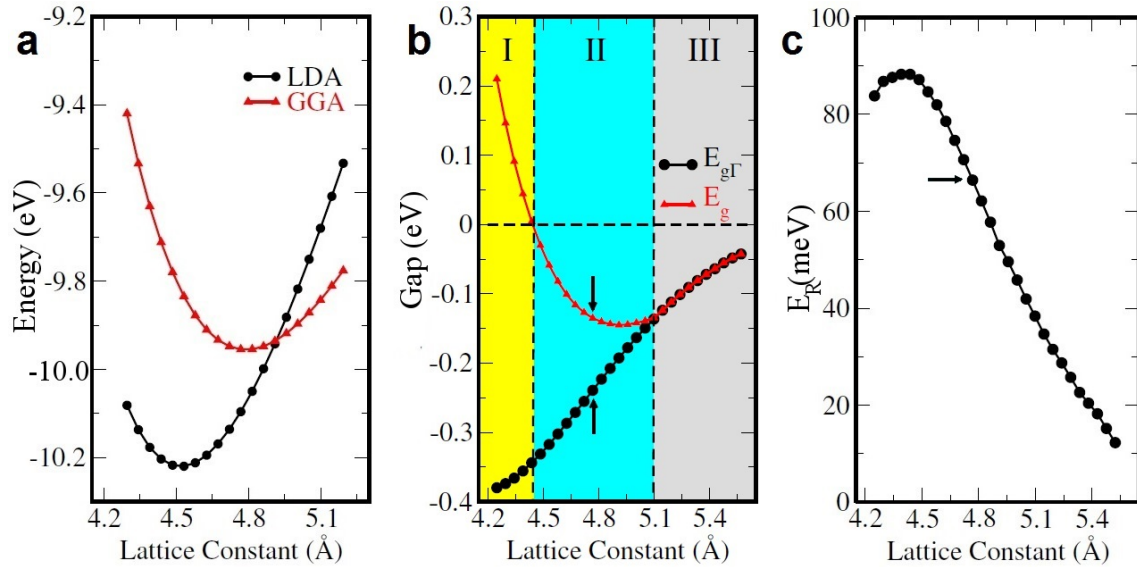 a
-9.2
-9.4
-9.6
-9.8
-10.0
-10.2
Energy (eV)
LDA
GGA
4.2 4.5 4.8 5.1
Lattice Constant (Å)
b
0.3
0.2
0.1
0
-0.1
-0.2
-0.3
-0.4
Gap (eV)
I II III
E_gΓ
E_g
4.2 4.5 4.8 5.1 5.4
Lattice Constant (Å)
c
100
80
60
40
20
0
E_R(meV)
4.2 4.5 4.8 5.1 5.4
Lattice Constant (Å)